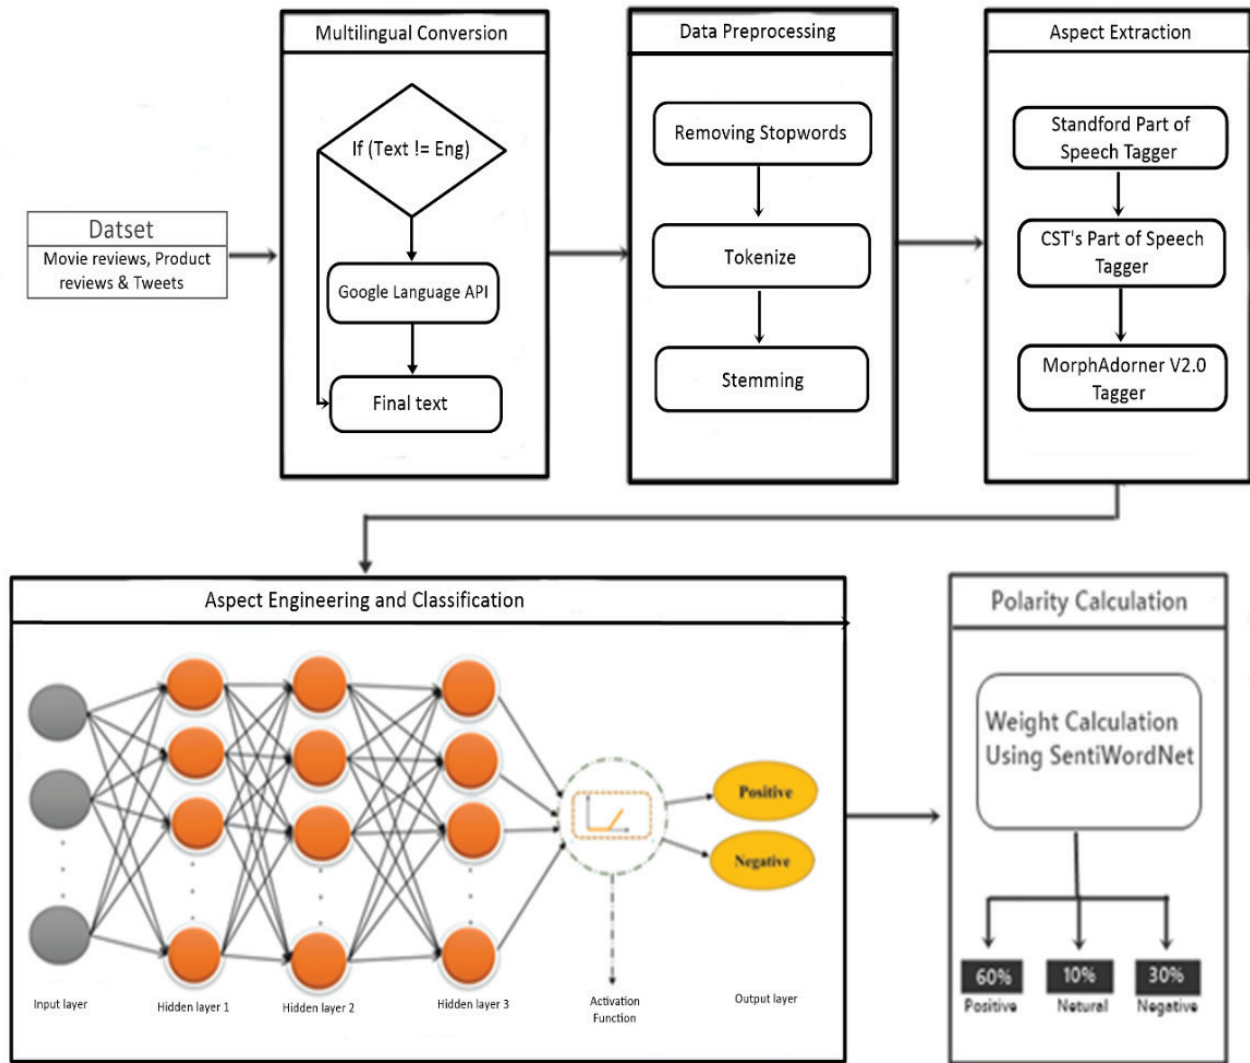 Datset
Movie reviews, Product
reviews & Tweets
Multilingual Conversion
If (Text != Eng)
Google Language API
Final text
Data Preprocessing
Removing Stopwords
Tokenize
Stemming
Aspect Extraction
Standford Part of
Speech Tagger
CST's Part of Speech
Tagger
MorphAdorner V2.0
Tagger
Aspect Engineering and Classification
Positive
Negative
Input layer
Hidden layer 1
Hidden layer 2
Hidden layer 3
Activation
Function
Output layer
Polarity Calculation
Weight Calculation
Using SentiWordNet
60%
10%
30%
Positive
Netural
Negative